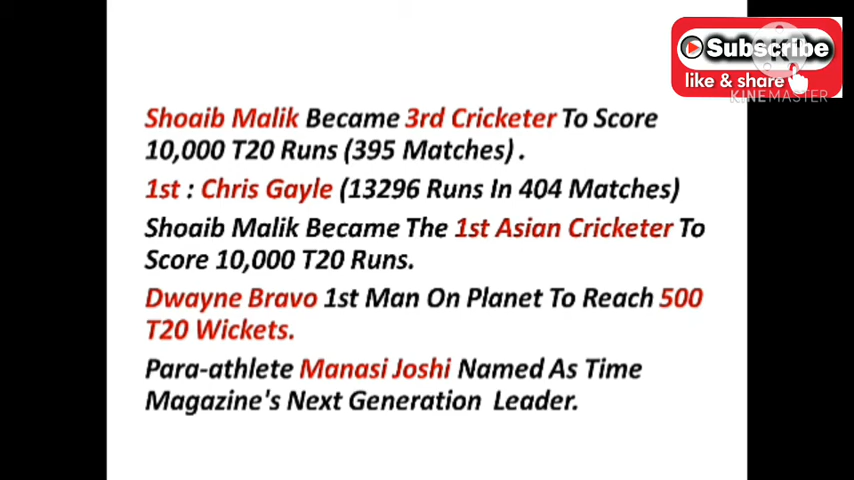 Subscribe
like & share
KINEMASTER
Shoaib Malik Became 3rd Cricketer To Score
10,000 T20 Runs (395 Matches) .
1st : Chris Gayle (13296 Runs In 404 Matches)
Shoaib Malik Became The 1st Asian Cricketer To
Score 10,000 T20 Runs.
Dwayne Bravo 1st Man On Planet To Reach 500
T20 Wickets.
Para-athlete Manasi Joshi Named As Time
Magazine's Next Generation Leader.